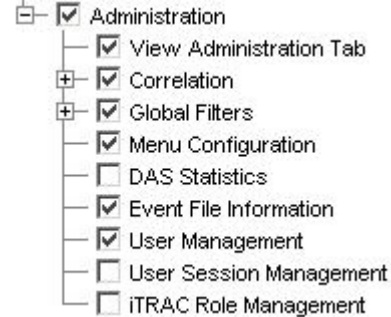 Administration
View Administration Tab
Correlation
Global Filters
Menu Configuration
DAS Statistics
Event File Information
User Management
User Session Management
iTRAC Role Management